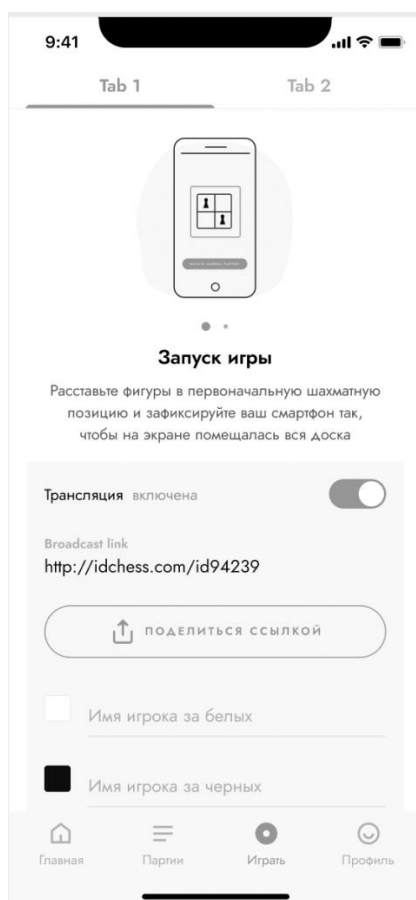 9:41
Tab 1
Tab 2
Запуск игры
Расставьте фигуры в первоначальную шахматную
позицию и зафиксируйте ваш смартфон так,
чтобы на экране помещалась вся доска
Трансляция включена
Broadcast link
http://idchess.com/id94239
ПОДЕЛИТЬСЯ ССЫЛКОЙ
Имя игрока за белых
Имя игрока за черных
Главная
Партии
Играть
Профиль